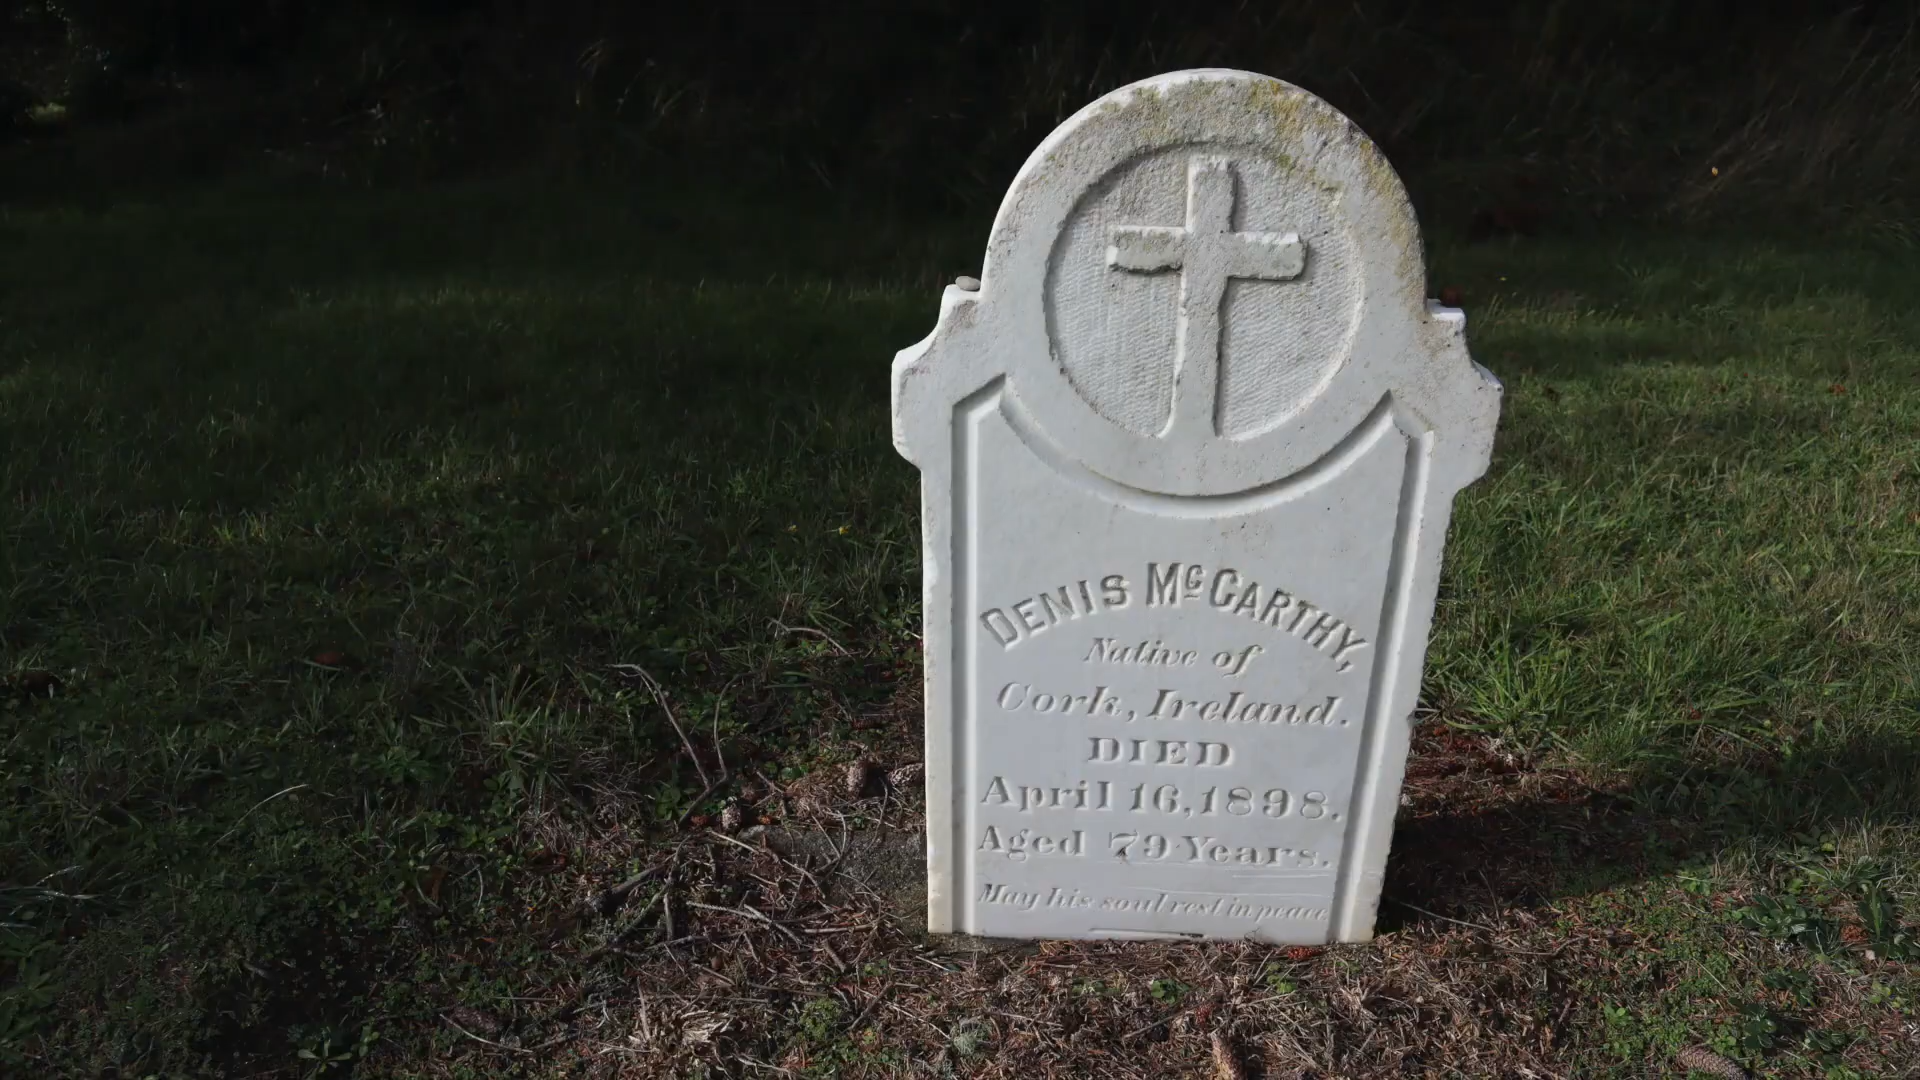 DENIS McCARTHY,
Native of
Cork, Ireland.
DIED
April 16, 1898.
Aged 79 Years.
May his soul rest in peace